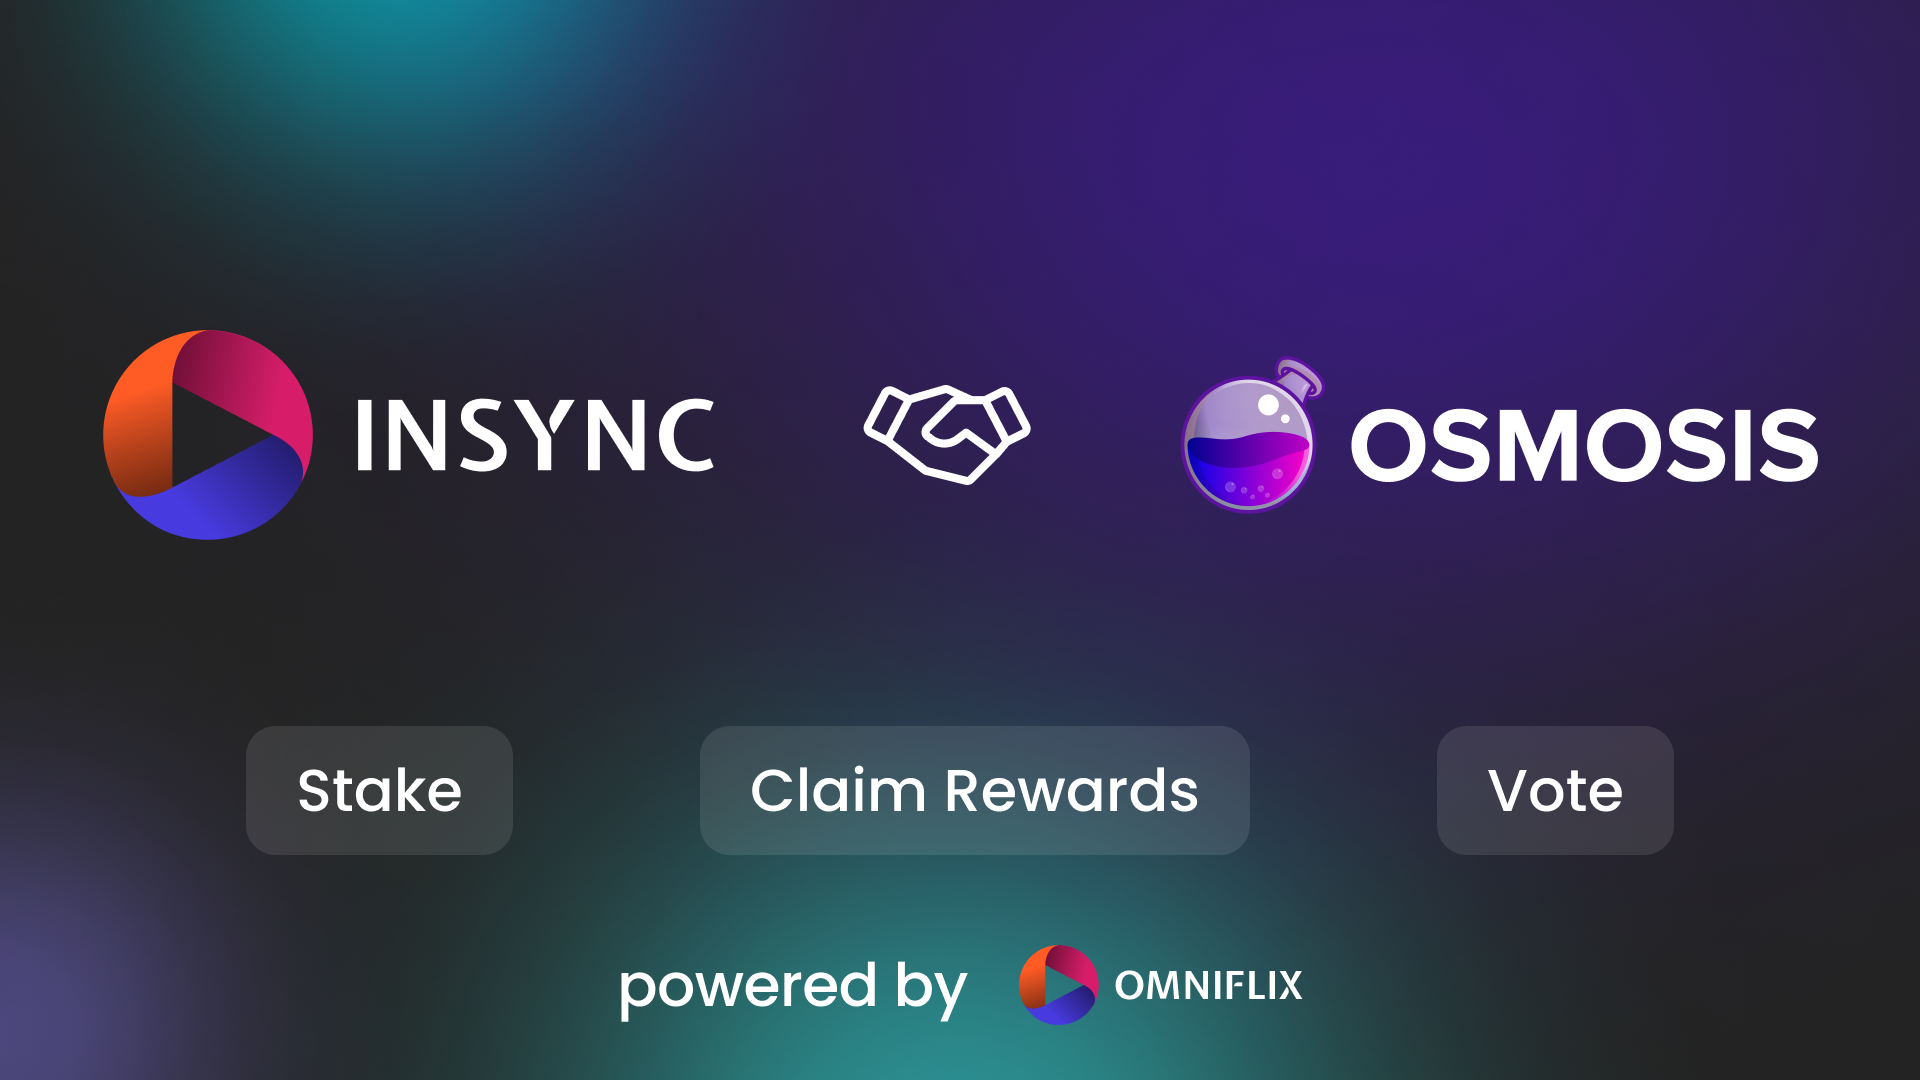 INSYNC
OSMOSIS
Stake
Claim Rewards
Vote
powered by OMNIFLIX